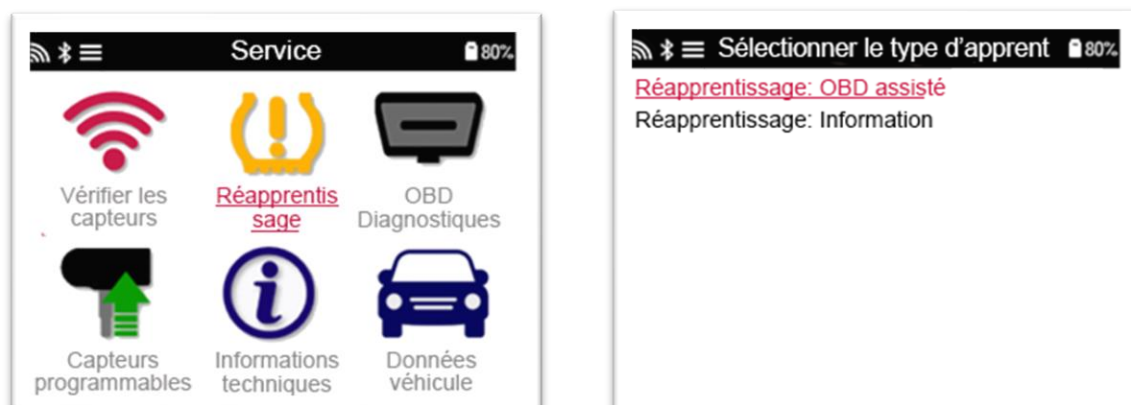 Service
80%
Vérifier les
capteurs
Réapprentis
sage
OBD
Diagnostiques
Capteurs
programmables
Informations
techniques
Données
véhicule
Sélectionner le type d'apprent
80%
Réapprentissage: OBD assisté
Réapprentissage: Information